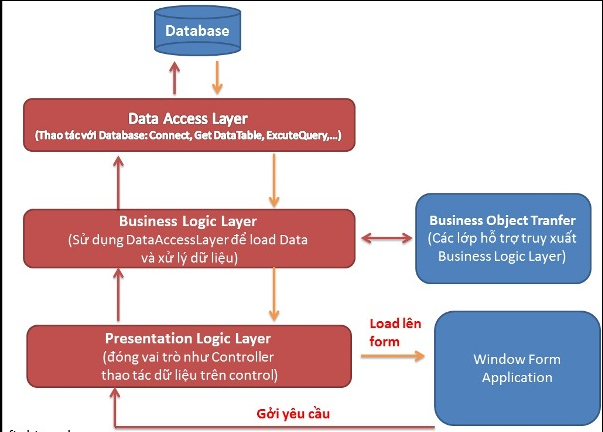 Database
Data Access Layer
(Thao tác với Database: Connect, Get DataTable, ExcuteQuery,...)
Business Logic Layer
(Sử dụng DataAccessLayer để load Data
và xử lý dữ liệu)
Business Object Tranfer
(Các lớp hỗ trợ truy xuất
Business Logic Layer)
Presentation Logic Layer
(đóng vai trò như Controller
thao tác dữ liệu trên control)
Load lên
form
Window Form
Application
Gởi yêu cầu